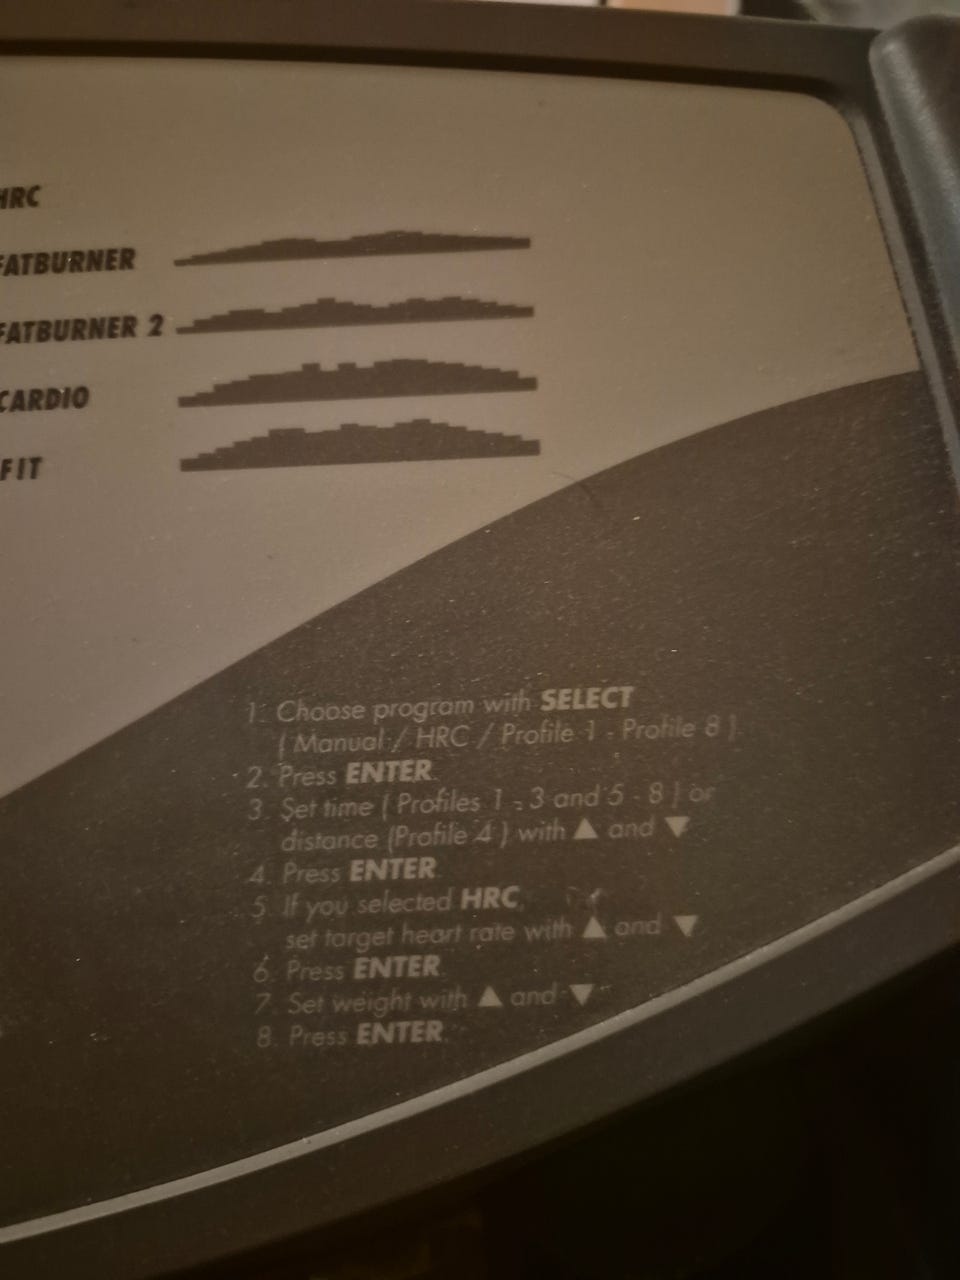 HRC
FATBURNER
FATBURNER 2
CARDIO
FIT
1. Choose program with SELECT
( Manual / HRC / Profile 1 - Profile 8 )
2. Press ENTER.
3. Set time ( Profiles 1 - 3 and 5 - 8 ) or
distance (Profile 4 ) with ▲ and ▼
4. Press ENTER.
5. If you selected HRC,
set target heart rate with ▲ and ▼
6. Press ENTER.
7. Set weight with ▲ and ▼
8. Press ENTER.